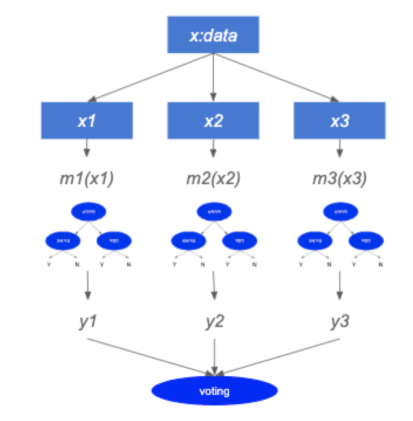 x:data
x1 x2 x3
m1(x1) m2(x2) m3(x3)
Y N Y N Y N Y N Y N Y N
y1 y2 y3
voting